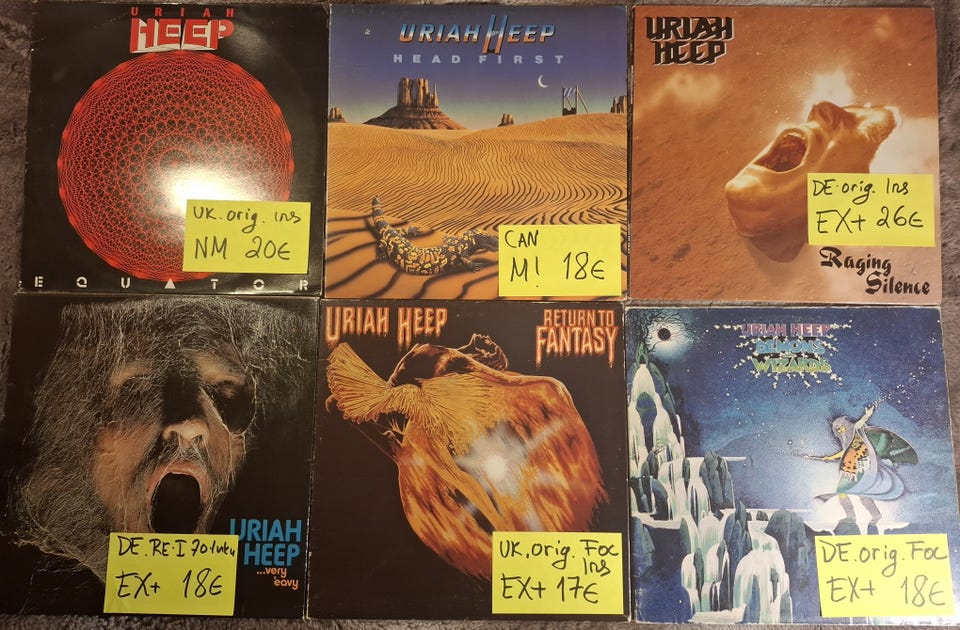 URIAH
HEEP
EQUATOR
UK. orig. Ins
NM 20€
URIAH HEEP
HEAD FIRST
CAN
M! 18€
URIAH
HEEP
DE. orig. Ins
EX+ 26€
Raging
Silence
URIAH
HEEP
...very
'eavy
DE. RE-I 70-luku
EX+ 18€
URIAH HEEP
RETURN TO
FANTASY
UK, orig. FOC
Ins
EX+ 17€
URIAH HEEP
DEMONS
AND
WIZARDS
DE. orig. FOC
EX+ 18€